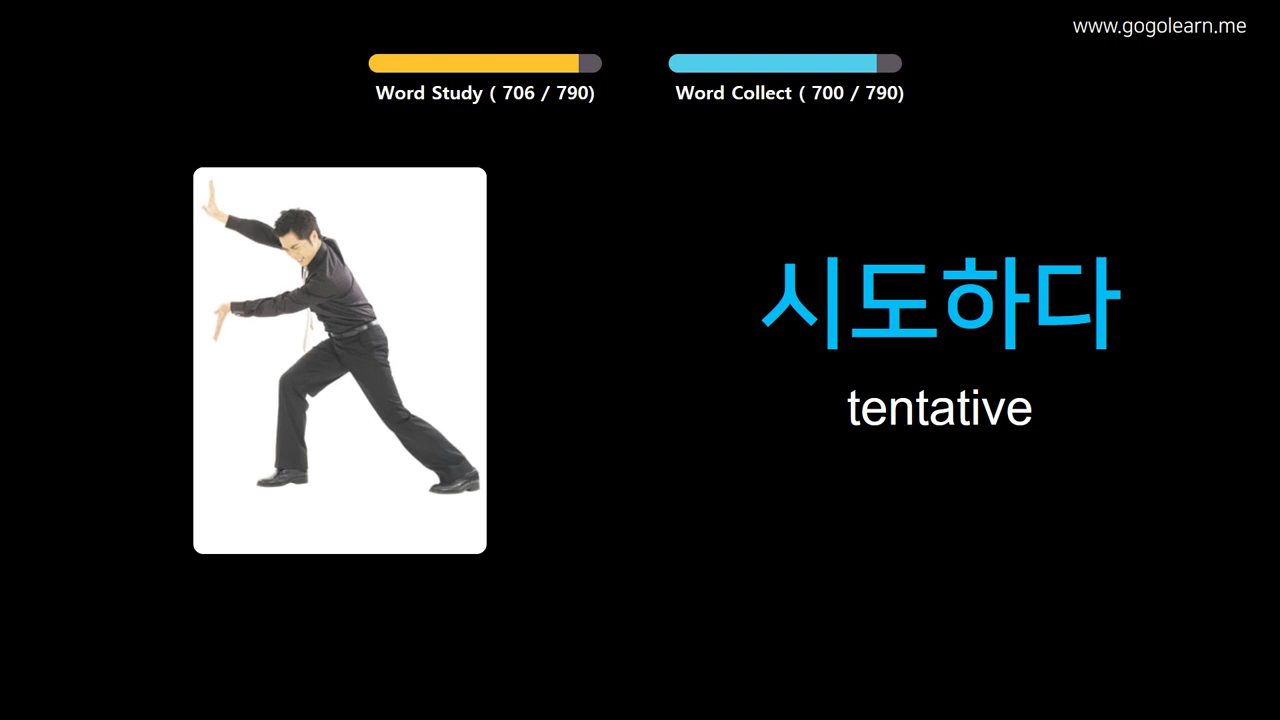 www.gogolearn.me
Word Study ( 706 / 790)
Word Collect ( 700 / 790)
시도하다
tentative